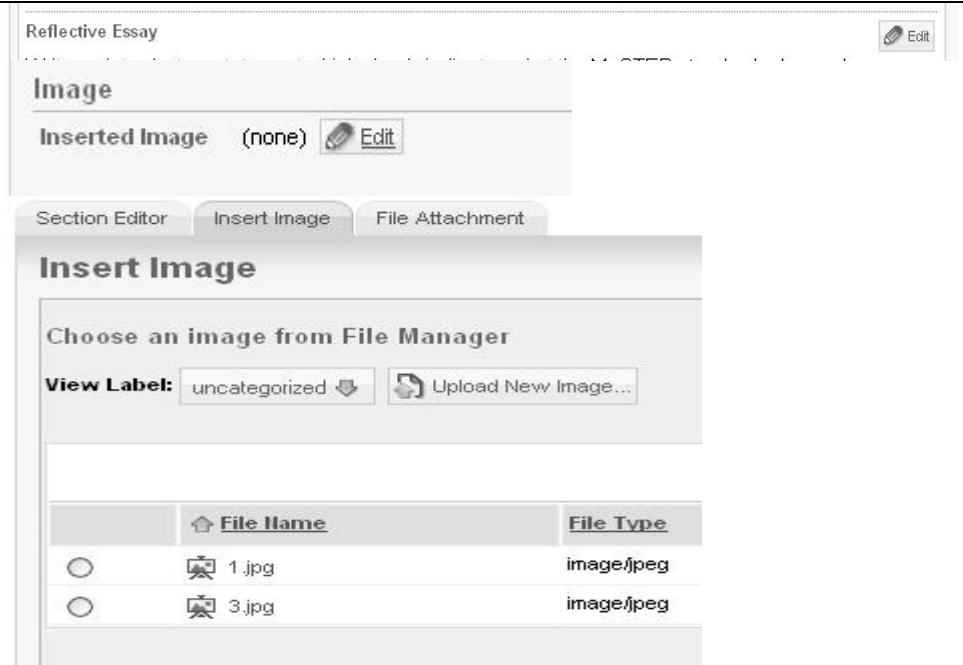 Reflective Essay
Edit
Image
Inserted Image (none) Edit
Section Editor Insert Image File Attachment
Insert Image
Choose an image from File Manager
View Label: uncategorized Upload New Image...
File Name File Type
1.jpg image/jpeg
3.jpg image/jpeg